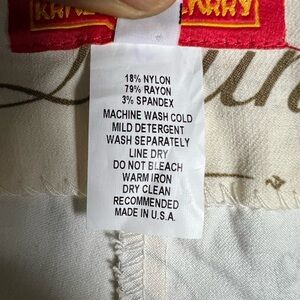 18% NYLON
79% RAYON
3% SPANDEX
MACHINE WASH COLD
MILD DETERGENT
WASH SEPARATELY
LINE DRY
DO NOT BLEACH
WARM IRON
DRY CLEAN
RECOMMENDED
MADE IN U.S.A.